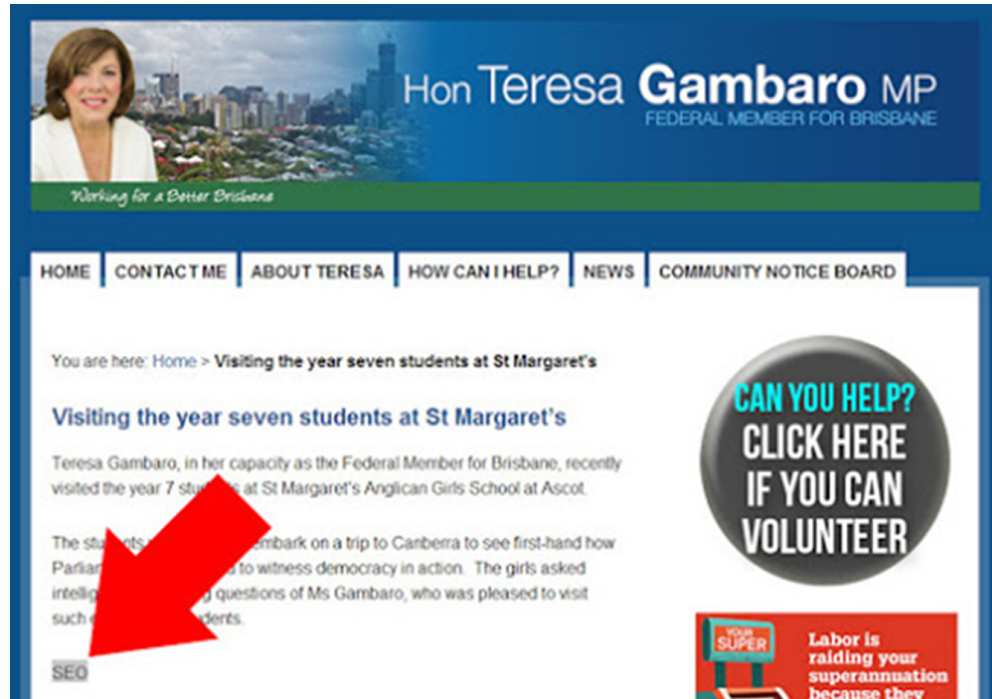 Hon Teresa Gambaro MP
FEDERAL MEMBER FOR BRISBANE
Working for a Better Brisbane
HOME CONTACT ME ABOUT TERESA HOW CAN I HELP? NEWS COMMUNITY NOTICE BOARD
You are here: Home > Visiting the year seven students at St Margaret's
Visiting the year seven students at St Margaret's
Teresa Gambaro, in her capacity as the Federal Member for Brisbane, recently
visited the year 7 at St Margaret's Anglican Girls School at Ascot.
The embark on a trip to Canberra to see first-hand how
to witness democracy in action. The girls asked
questions of Ms Gambaro, who was pleased to visit
such
SEO
CAN YOU HELP?
CLICK HERE
IF YOU CAN
VOLUNTEER
YOUR
SUPER
Labor is
raiding your
superannuation
because they